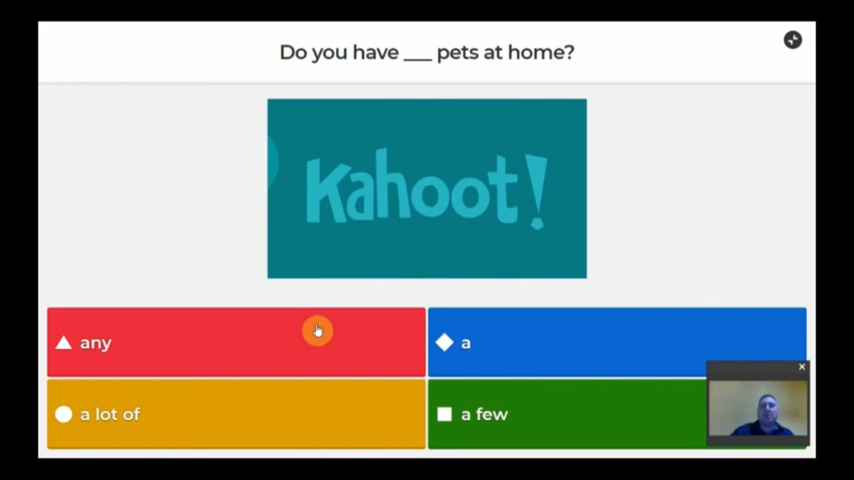 Do you have ___ pets at home?
Kahoot!
any
a
a lot of
a few